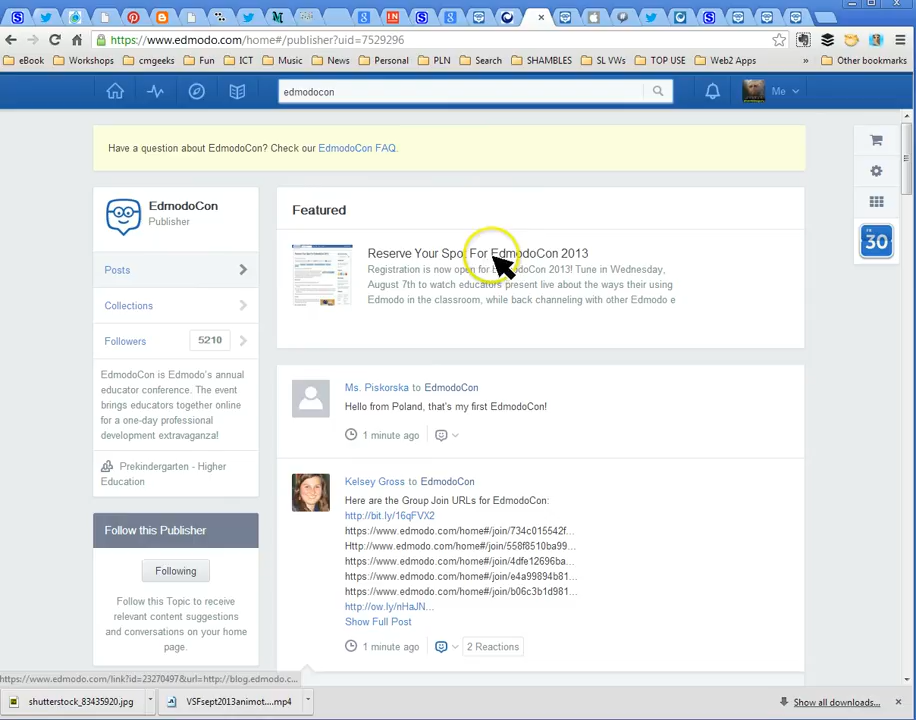 https://www.edmodo.com/home#/publisher?uid=7529296
eBook Workshops cmgeeks Fun ICT Music News Personal PLN Search SHAMBLES SL VWs TOP USE Web2 Apps » Other bookmarks
edmodocon
Me
Have a question about EdmodoCon? Check our EdmodoCon FAQ.
EdmodoCon
Publisher
Posts
Collections
Followers 5210
EdmodoCon is Edmodo's annual
educator conference. The event
brings educators together online
for a one-day professional
development extravaganza!
Prekindergarten - Higher
Education
Follow this Publisher
Following
Follow this Topic to receive
relevant content suggestions
and conversations on your home
page.
Featured
Reserve Your Spot For EdmodoCon 2013
Registration is now open for EdmodoCon 2013! Tune in Wednesday,
August 7th to watch educators present live about the ways their using
Edmodo in the classroom, while back channeling with other Edmodo e
Ms. Piskorska to EdmodoCon
Hello from Poland, that's my first EdmodoCon!
1 minute ago
Kelsey Gross to EdmodoCon
Here are the Group Join URLs for EdmodoCon:
http://bit.ly/16qFVX2
https://www.edmodo.com/home#/join/734c015542f...
Http://www.edmodo.com/home#/join/558f8510ba99...
https://www.edmodo.com/home#/join/4dfe12696ba...
https://www.edmodo.com/home#/join/e4a99894b81...
https://www.edmodo.com/home#/join/b06c3b1d981...
http://ow.ly/nHaJN...
Show Full Post
1 minute ago 2 Reactions
30
https://www.edmodo.com/link?id=23270497&url=http://blog.edmodo.c...
shutterstock_83435920.jpg VSFsept2013animot....mp4 Show all downloads...